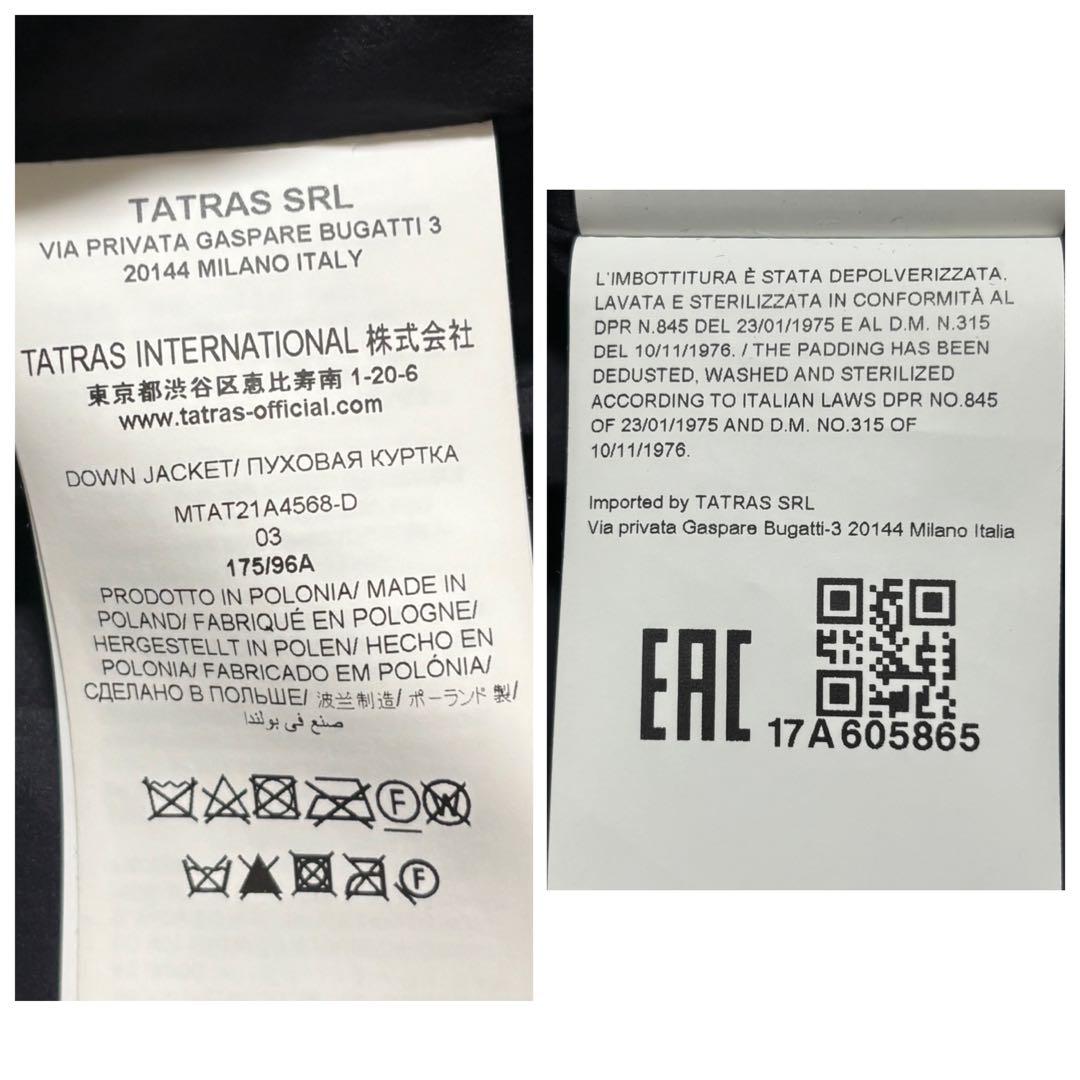 TATRAS SRL
VIA PRIVATA GASPARE BUGATTI 3
20144 MILANO ITALY
TATRAS INTERNATIONAL 株式会社
東京都渋谷区恵比寿南 1-20-6
www.tatras-official.com
DOWN JACKET/ ПУХОВАЯ КУРТКА
MTAT21A4568-D
03
175/96A
PRODOTTO IN POLONIA/ MADE IN
POLAND/ FABRIQUÉ EN POLOGNE/
HERGESTELLT IN POLEN/ HECHO EN
POLONIA/ FABRICADO EM POLÓNIA/
СДЕЛАНО В ПОЛЬШЕ/ 波兰制造/ ポーランド製/
صنع في بولندا
F W
F
L'IMBOTTITURA È STATA DEPOLVERIZZATA,
LAVATA E STERILIZZATA IN CONFORMITÀ AL
DPR N.845 DEL 23/01/1975 E AL D.M. N.315
DEL 10/11/1976. / THE PADDING HAS BEEN
DEDUSTED, WASHED AND STERILIZED
ACCORDING TO ITALIAN LAWS DPR NO.845
OF 23/01/1975 AND D.M. NO.315 OF
10/11/1976.
Imported by TATRAS SRL
Via privata Gaspare Bugatti-3 20144 Milano Italia
EAC
17A605865